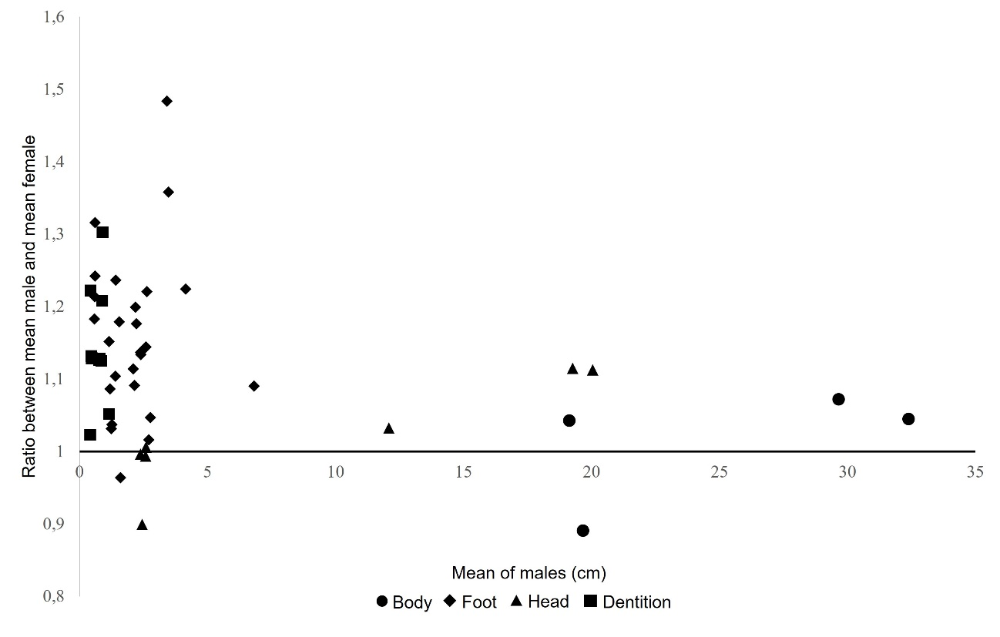 1,6
1,5
1,4
1,3
1,2
1,1
1
0,9
0,8
Ratio between mean male and mean female
0 5 10 15 20 25 30 35
Mean of males (cm)
Body Foot Head Dentition